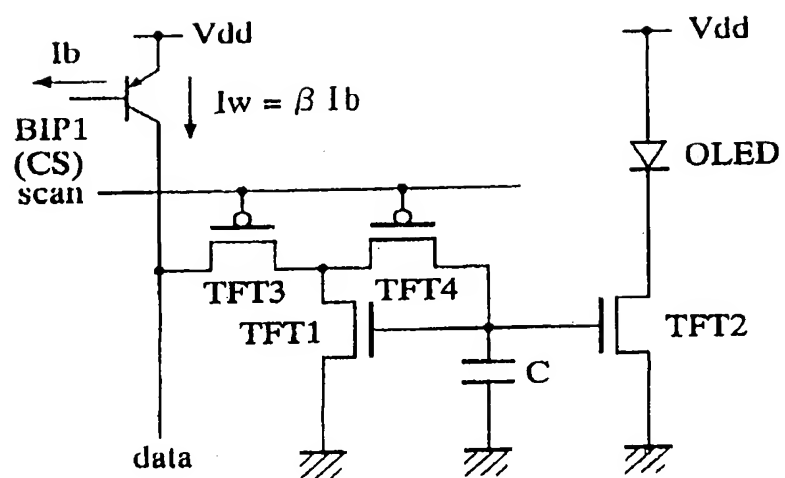 Vdd
Vdd
Ib
Iw = β Ib
BIP1
(CS)
scan
OLED
TFT3
TFT4
TFT1
TFT2
C
data